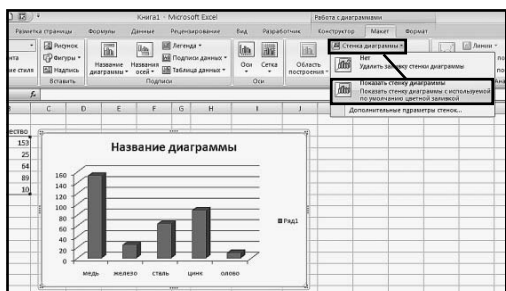 Книга1 - Microsoft Excel
Работа с диаграммами
Разметка страницы Формулы Данные Рецензирование Вид Разработчик Конструктор Макет Формат
Рисунок
Фигуры
Надпись
Вставить
Название диаграммы
Названия осей
Легенда
Подписи данных
Таблица данных
Подписи
Оси
Сетка
Оси
Область построения
Стенка диаграммы
Линии
Нет
Удалить заливку стенки диаграммы
Показать стенку диаграммы
Показать стенку диаграммы с используемой по умолчанию цветной заливкой
Дополнительные параметры стенок...
C D E F G H
ество
153
25
64
89
10
Название диаграммы
160
140
120
100
80
60
40
20
0
медь железо сталь цинк олово
Ряд1